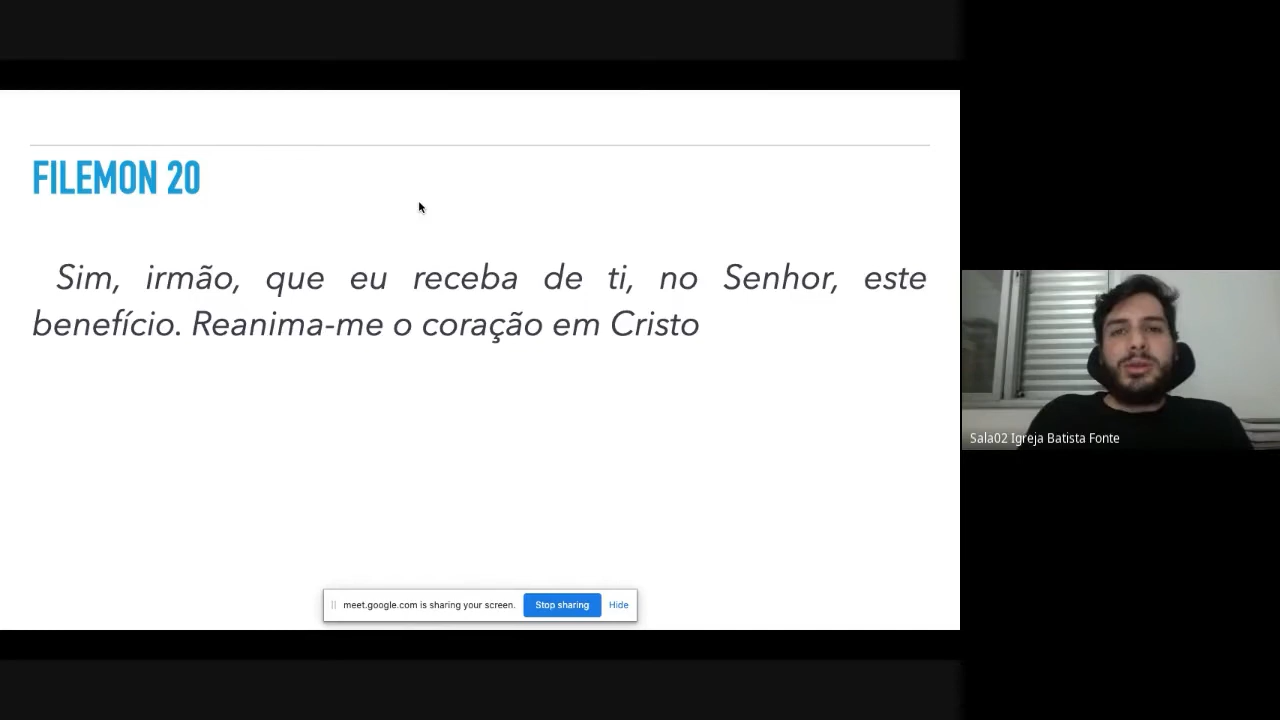 FILEMON 20
Sim, irmão, que eu receba de ti, no Senhor, este
benefício. Reanima-me o coração em Cristo
Sala02 Igreja Batista Fonte
meet.google.com is sharing your screen. Stop sharing Hide